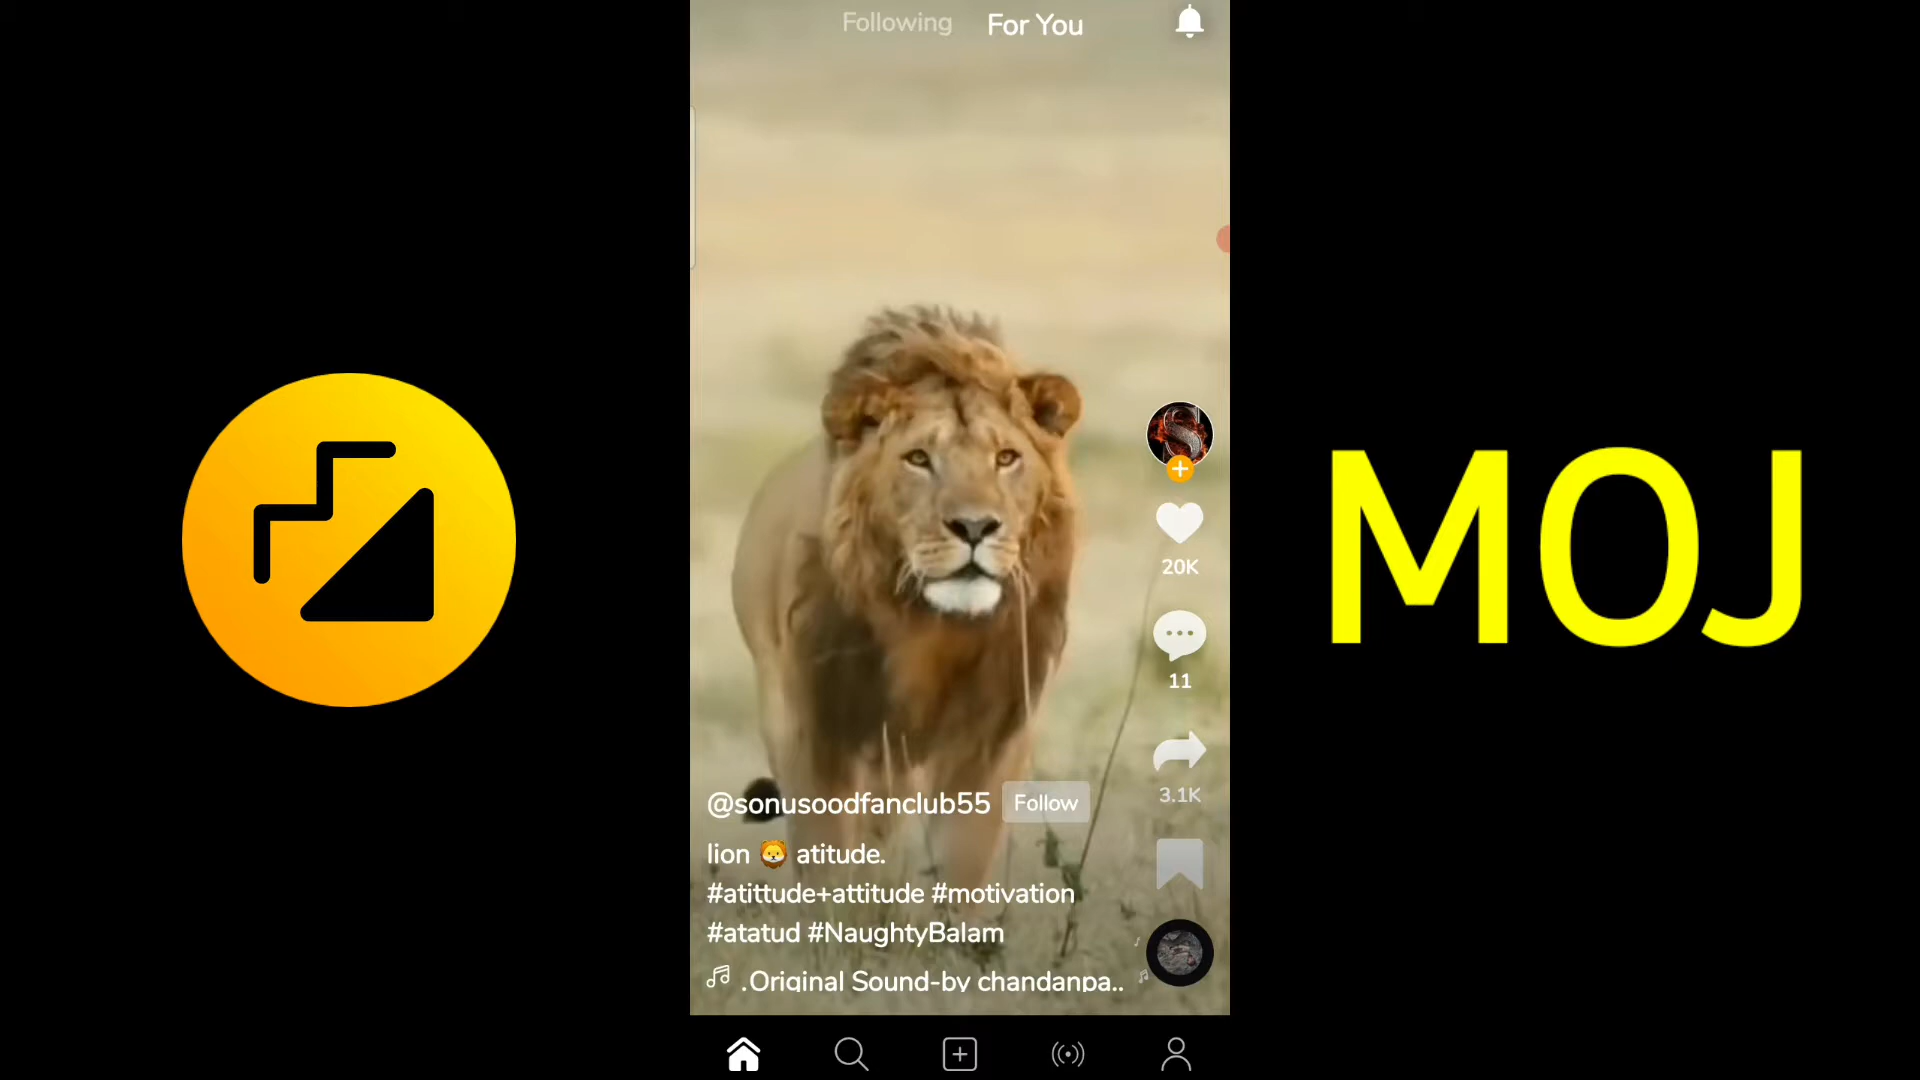 Following For You
MOJ
20K
11
3.1K
@sonusoodfanclub55 Follow
lion 🦁 atitude.
#atittude+attitude #motivation
#atatud #NaughtyBalam
.Original Sound-by chandanpa..